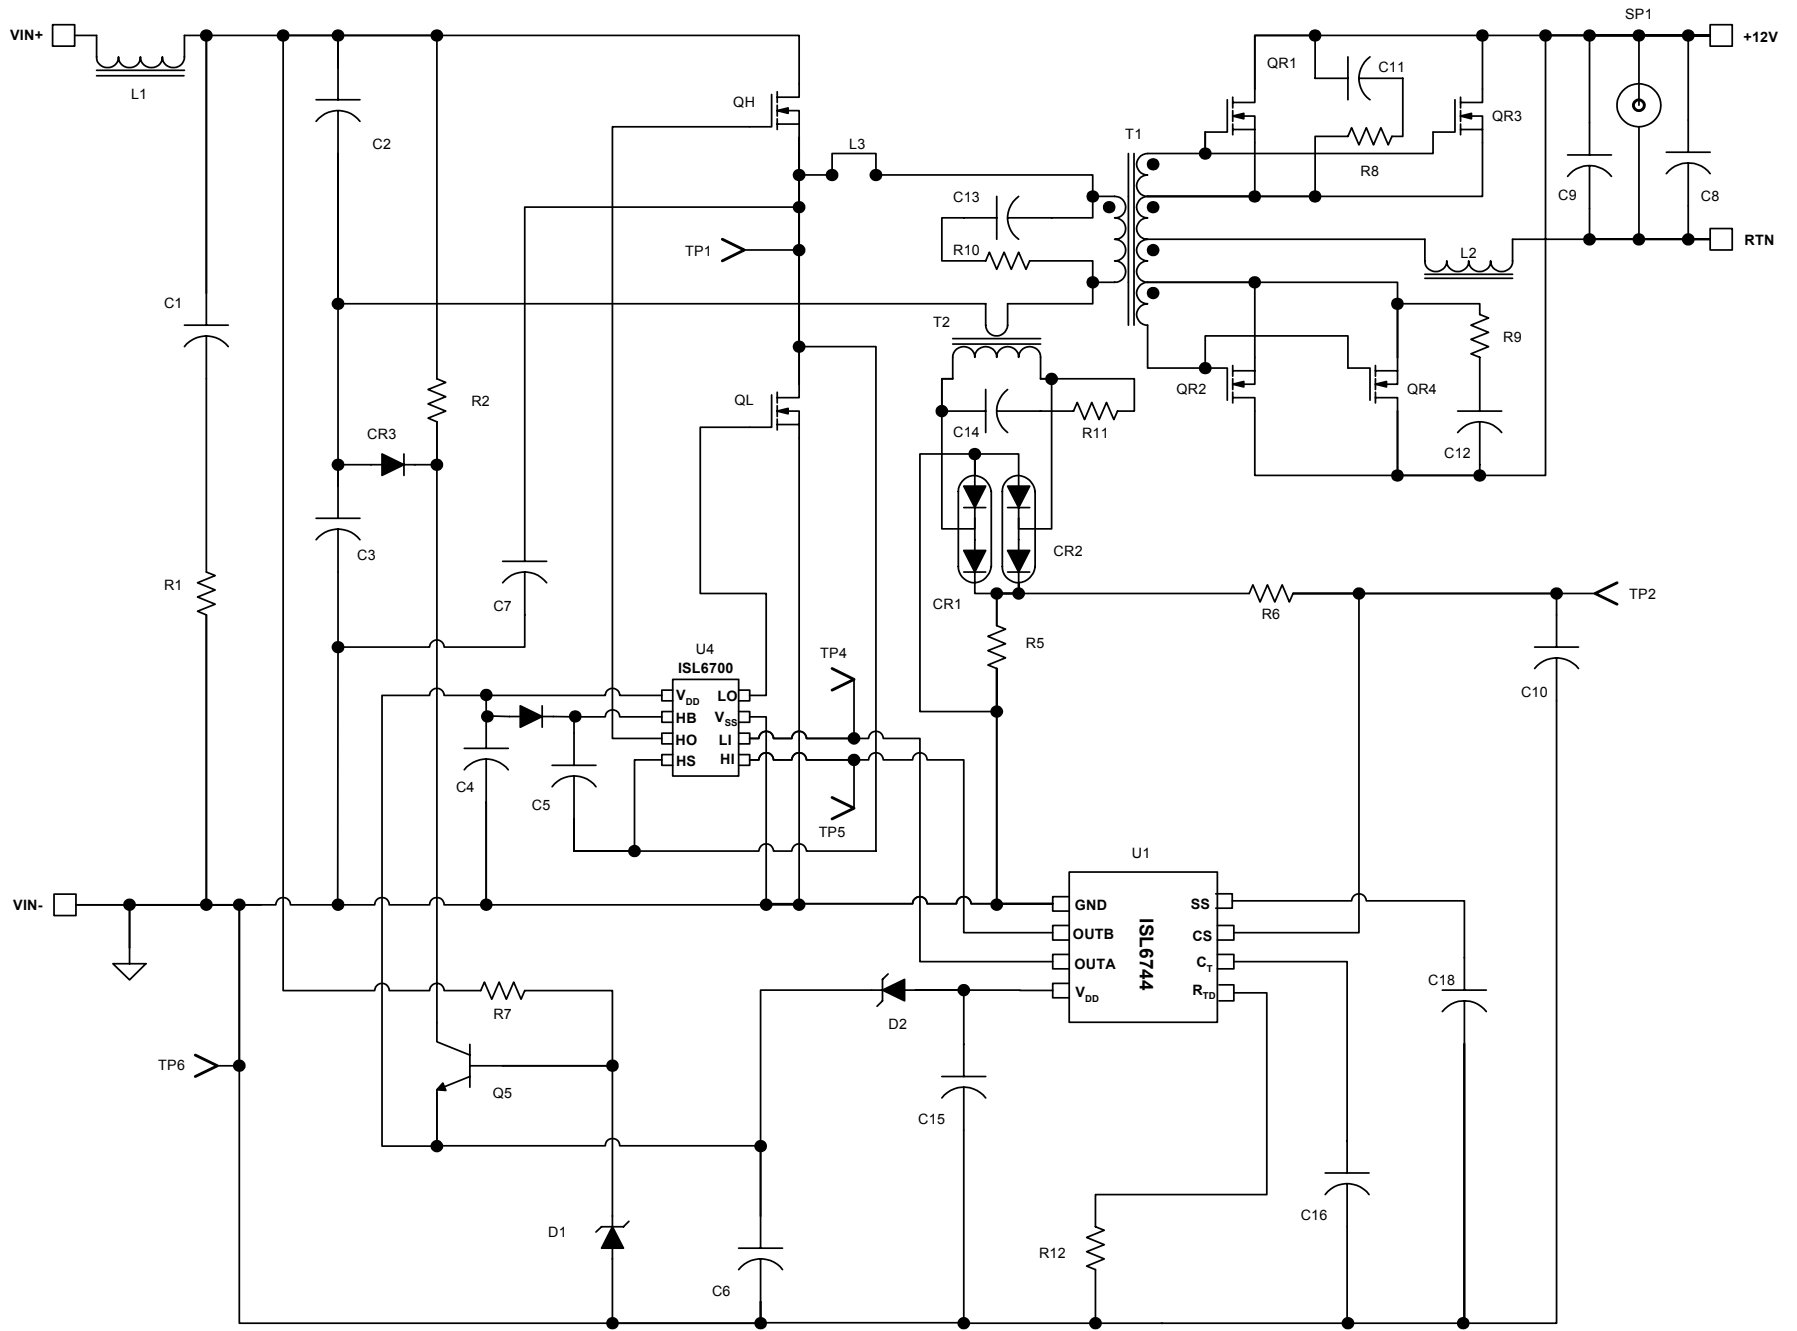 SP1
VIN+
+12V
L1
QR1
C11
QH
QR3
T1
C2
L3
R8
C9
C8
C13
TP1
R10
L2
RTN
C1
T2
R9
R2
QL
QR2
QR4
CR3
C14
R11
C12
C3
CR2
R1
C7
CR1
R6
TP2
U4
ISL6700
TP4
R5
C10
VDD
LO
HB
VSS
HO
LI
HS
HI
C4
C5
TP5
U1
VIN-
GND
SS
OUTB
CS
OUTA
CT
VDD
RTD
ISL6744
C18
R7
D2
TP6
Q5
C15
D1
C6
R12
C16